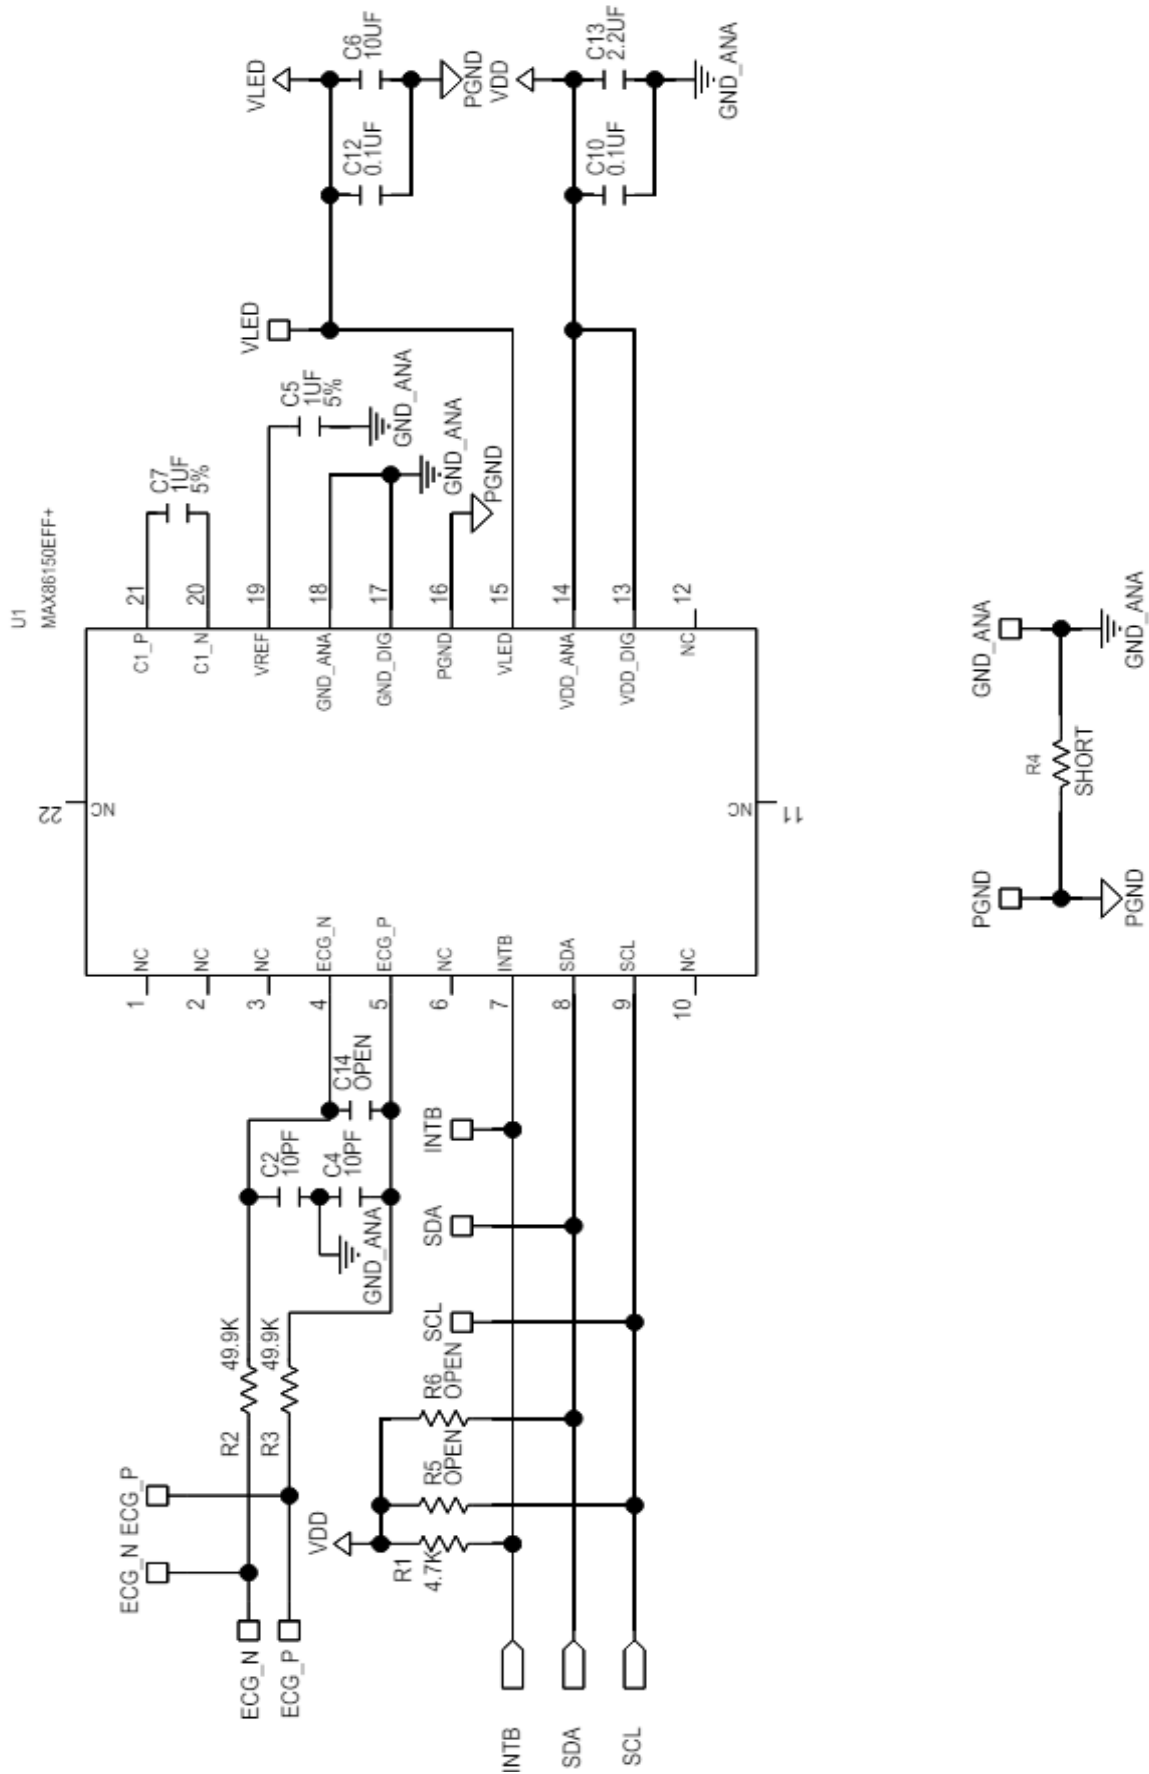 U1
MAX86150EFF+
VLED
C6
10UF
C12
0.1UF
PGND
VDD
C13
2.2UF
C10
0.1UF
GND_ANA
VLED
C5
1UF
5%
GND_ANA
C7
1UF
5%
GND_ANA
PGND
21
20
19
18
17
16
15
14
13
12
C1_P
C1_N
VREF
GND_ANA
GND_DIG
PGND
VLED
VDD_ANA
VDD_DIG
NC
22
NC
NC
11
NC
NC
NC
ECG_N
ECG_P
NC
INTB
SDA
SCL
NC
1
2
3
4
5
6
7
8
9
10
C14
OPEN
C2
10PF
C4
10PF
GND_ANA
INTB
SDA
SCL
49.9K
49.9K
R2
R3
R6
OPEN
R5
OPEN
R1
4.7K
VDD
ECG_P
ECG_N
ECG_N
ECG_P
INTB
SDA
SCL
GND_ANA
GND_ANA
R4
SHORT
PGND
PGND